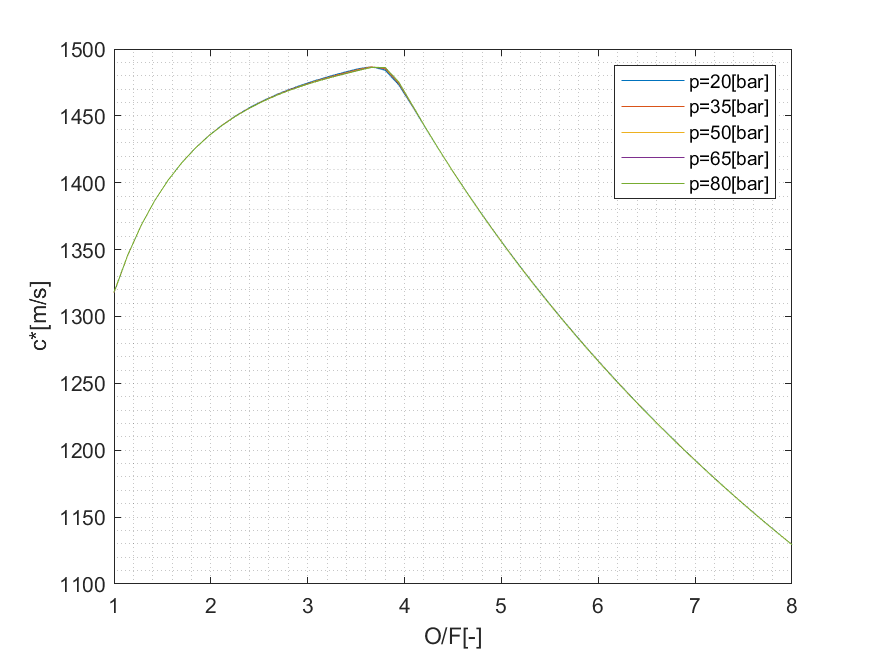 1500
1450
1400
1350
1300
1250
1200
1150
1100
c*[m/s]
p=20[bar]
p=35[bar]
p=50[bar]
p=65[bar]
p=80[bar]
1 2 3 4 5 6 7 8
O/F[-]